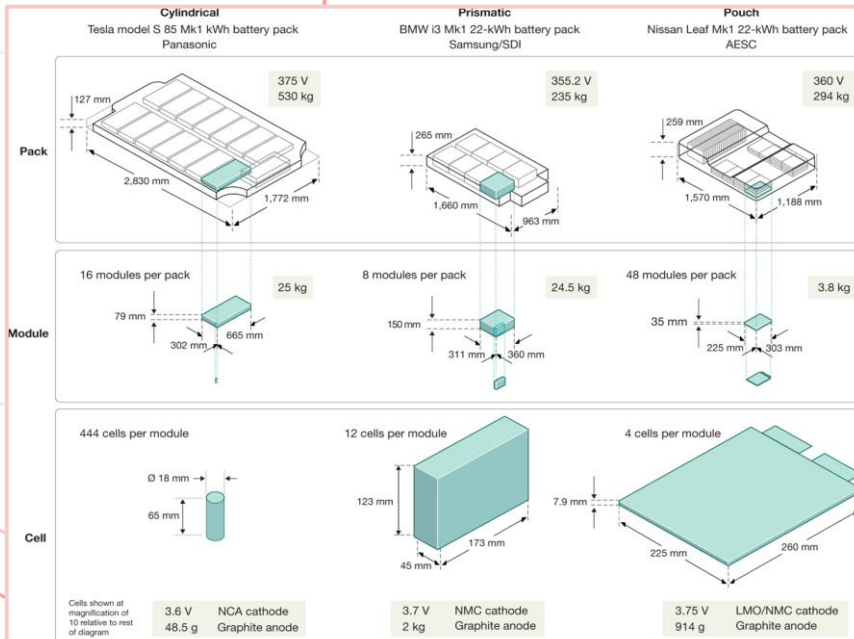 Cylindrical
Tesla model S 85 Mk1 kWh battery pack
Panasonic
Prismatic
BMW i3 Mk1 22-kWh battery pack
Samsung/SDI
Pouch
Nissan Leaf Mk1 22-kWh battery pack
AESC
Pack
375 V
530 kg
127 mm
2,830 mm
1,772 mm
355.2 V
235 kg
265 mm
1,660 mm
963 mm
360 V
294 kg
259 mm
1,570 mm
1,188 mm
Module
16 modules per pack
25 kg
79 mm
302 mm
665 mm
8 modules per pack
24.5 kg
150 mm
311 mm
360 mm
48 modules per pack
3.8 kg
35 mm
225 mm
303 mm
Cell
444 cells per module
Ø 18 mm
65 mm
12 cells per module
123 mm
45 mm
173 mm
4 cells per module
7.9 mm
225 mm
260 mm
Cells shown at
magnification of
10 relative to rest
of diagram
3.6 V NCA cathode
48.5 g Graphite anode
3.7 V NMC cathode
2 kg Graphite anode
3.75 V LMO/NMC cathode
914 g Graphite anode